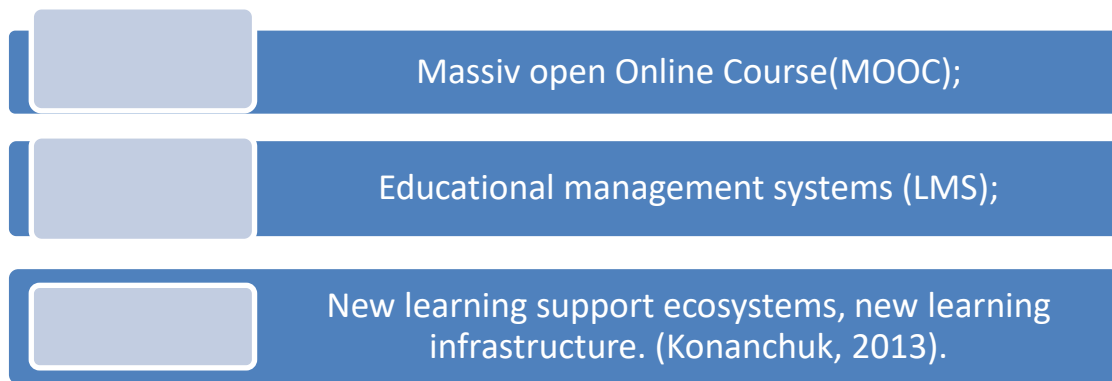 Massiv open Online Course(MOOC);
Educational management systems (LMS);
New learning support ecosystems, new learning
infrastructure. (Konanchuk, 2013).